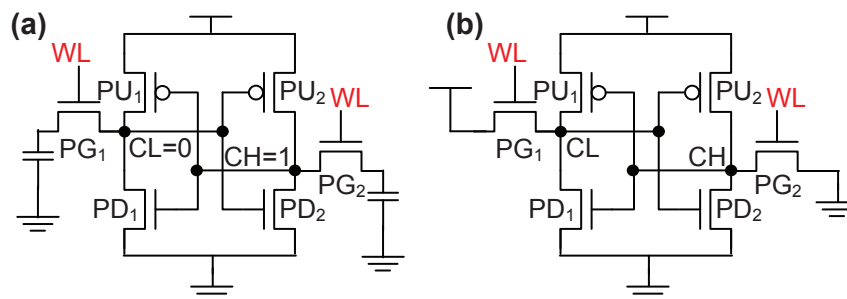 (a)
WL
PU₁
PU₂
WL
PG₁
CL=0
CH=1
PG₂
PD₁
PD₂
(b)
WL
PU₁
PU₂
WL
PG₁
CL
CH
PG₂
PD₁
PD₂